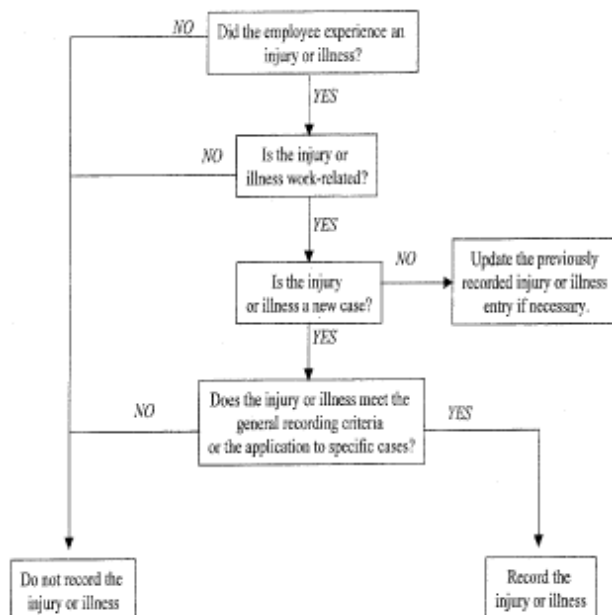 NO
Did the employee experience an
injury or illness?
YES
NO
Is the injury or
illness work-related?
YES
Is the injury
or illness a new case?
NO
Update the previously
recorded injury or illness
entry if necessary.
YES
NO
Does the injury or illness meet the
general recording criteria
or the application to specific cases?
YES
Do not record the
injury or illness
Record the
injury or illness